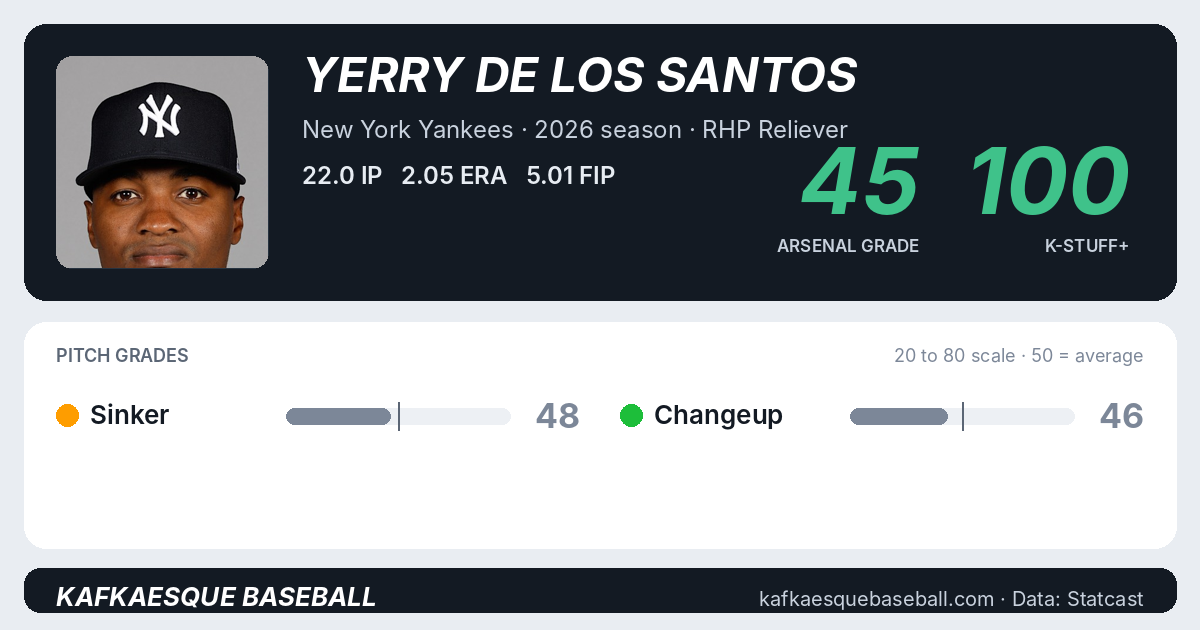 YERRY DE LOS SANTOS
New York Yankees · 2026 season · RHP Reliever
22.0 IP 2.05 ERA 5.01 FIP
45 100
ARSENAL GRADE K-STUFF+
NY
PITCH GRADES 20 to 80 scale · 50 = average
Sinker 48 Changeup 46
KAFKAESQUE BASEBALL kafkaesquebaseball.com · Data: Statcast